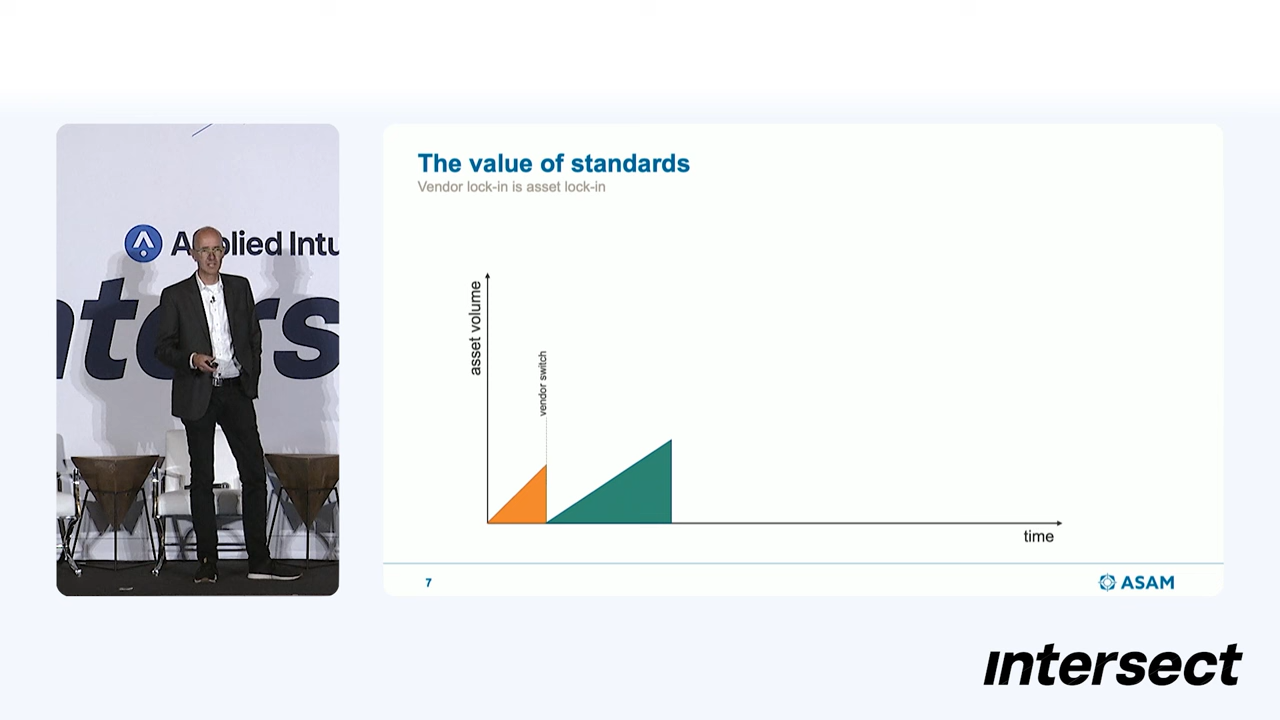 Applied Intu
nters
The value of standards
Vendor lock-in is asset lock-in
asset volume
vendor switch
time
7
ASAM
intersect